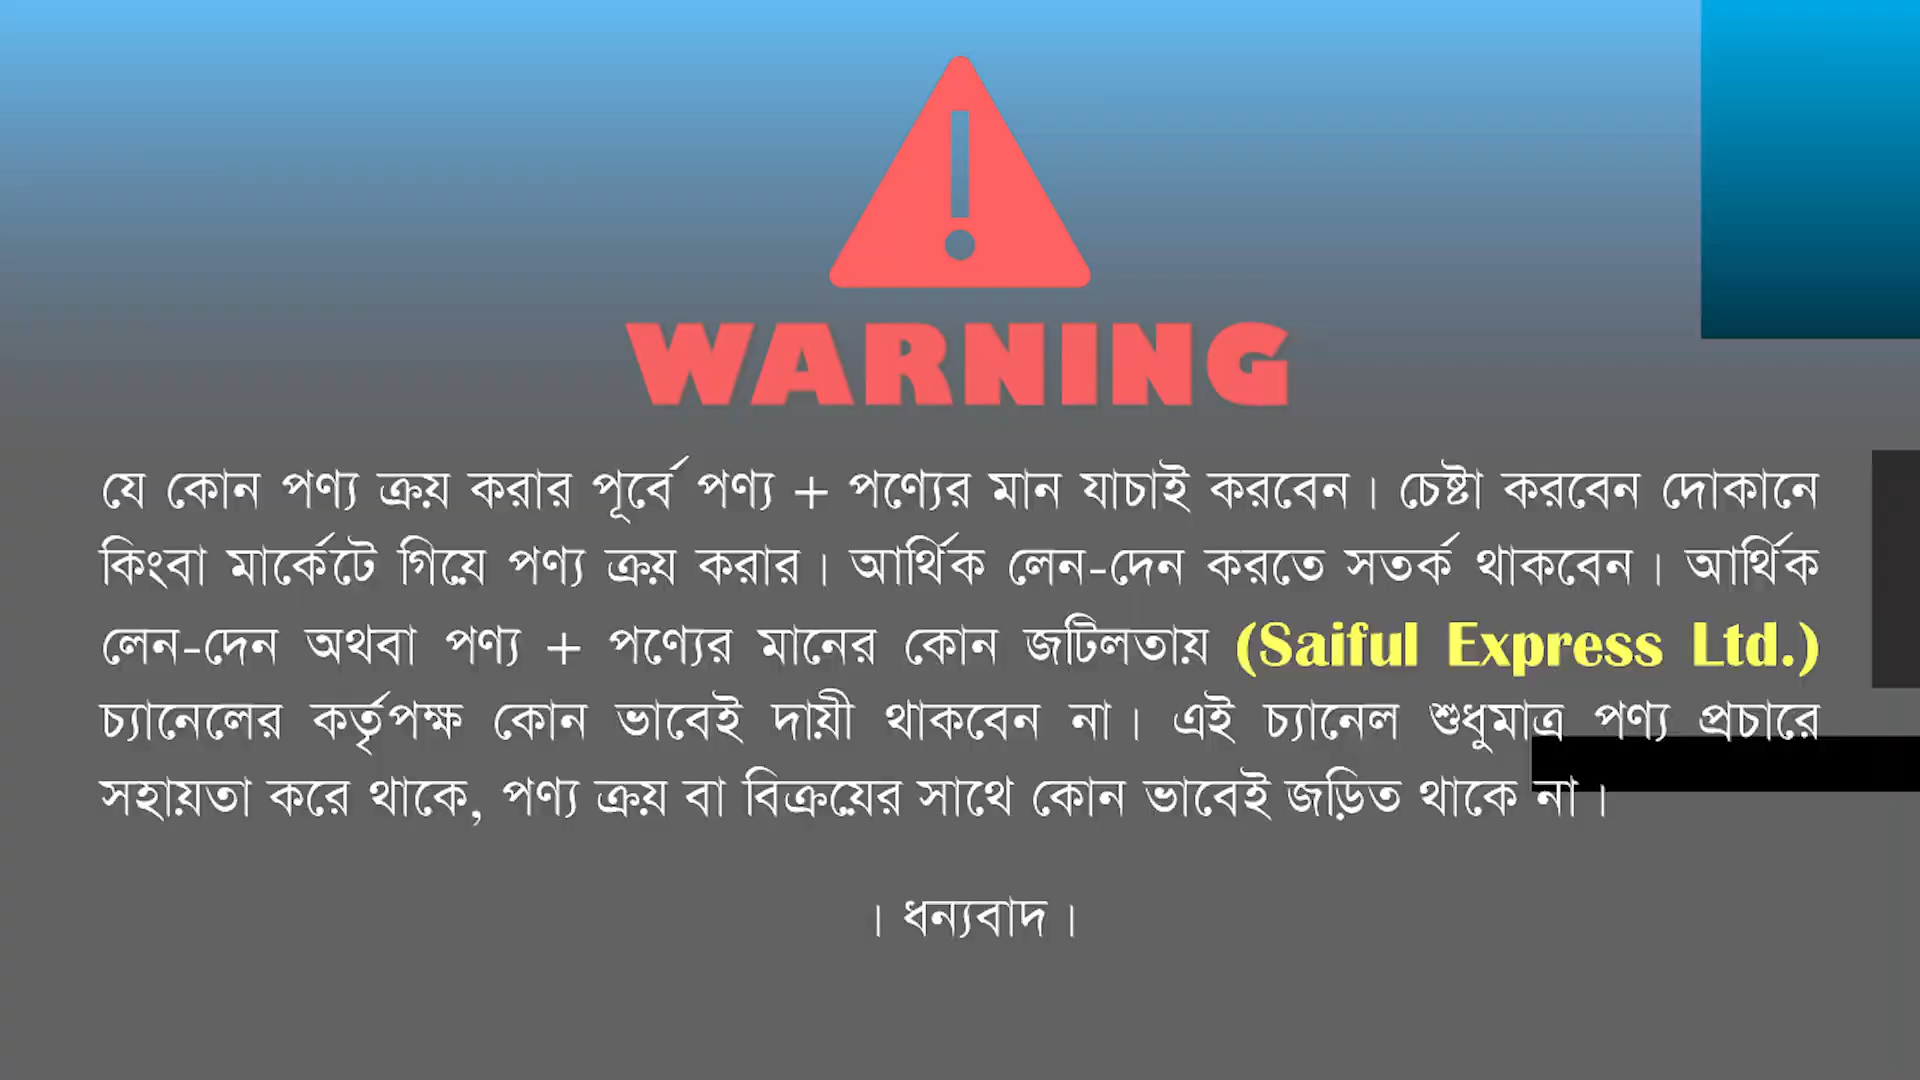 WARNING
যে কোন পণ্য ক্রয় করার পূর্বে পণ্য + পণ্যের মান যাচাই করবেন। চেষ্টা করবেন দোকানে
কিংবা মার্কেটে গিয়ে পণ্য ক্রয় করার। আর্থিক লেন-দেন করতে সতর্ক থাকবেন। আর্থিক
লেন-দেন অথবা পণ্য + পণ্যের মানের কোন জটিলতায় (Saiful Express Ltd.)
চ্যানেলের কর্তৃপক্ষ কোন ভাবেই দায়ী থাকবেন না। এই চ্যানেল শুধুমাত্র পণ্য প্রচারে
সহায়তা করে থাকে, পণ্য ক্রয় বা বিক্রয়ের সাথে কোন ভাবেই জড়িত থাকে না।
। ধন্যবাদ।